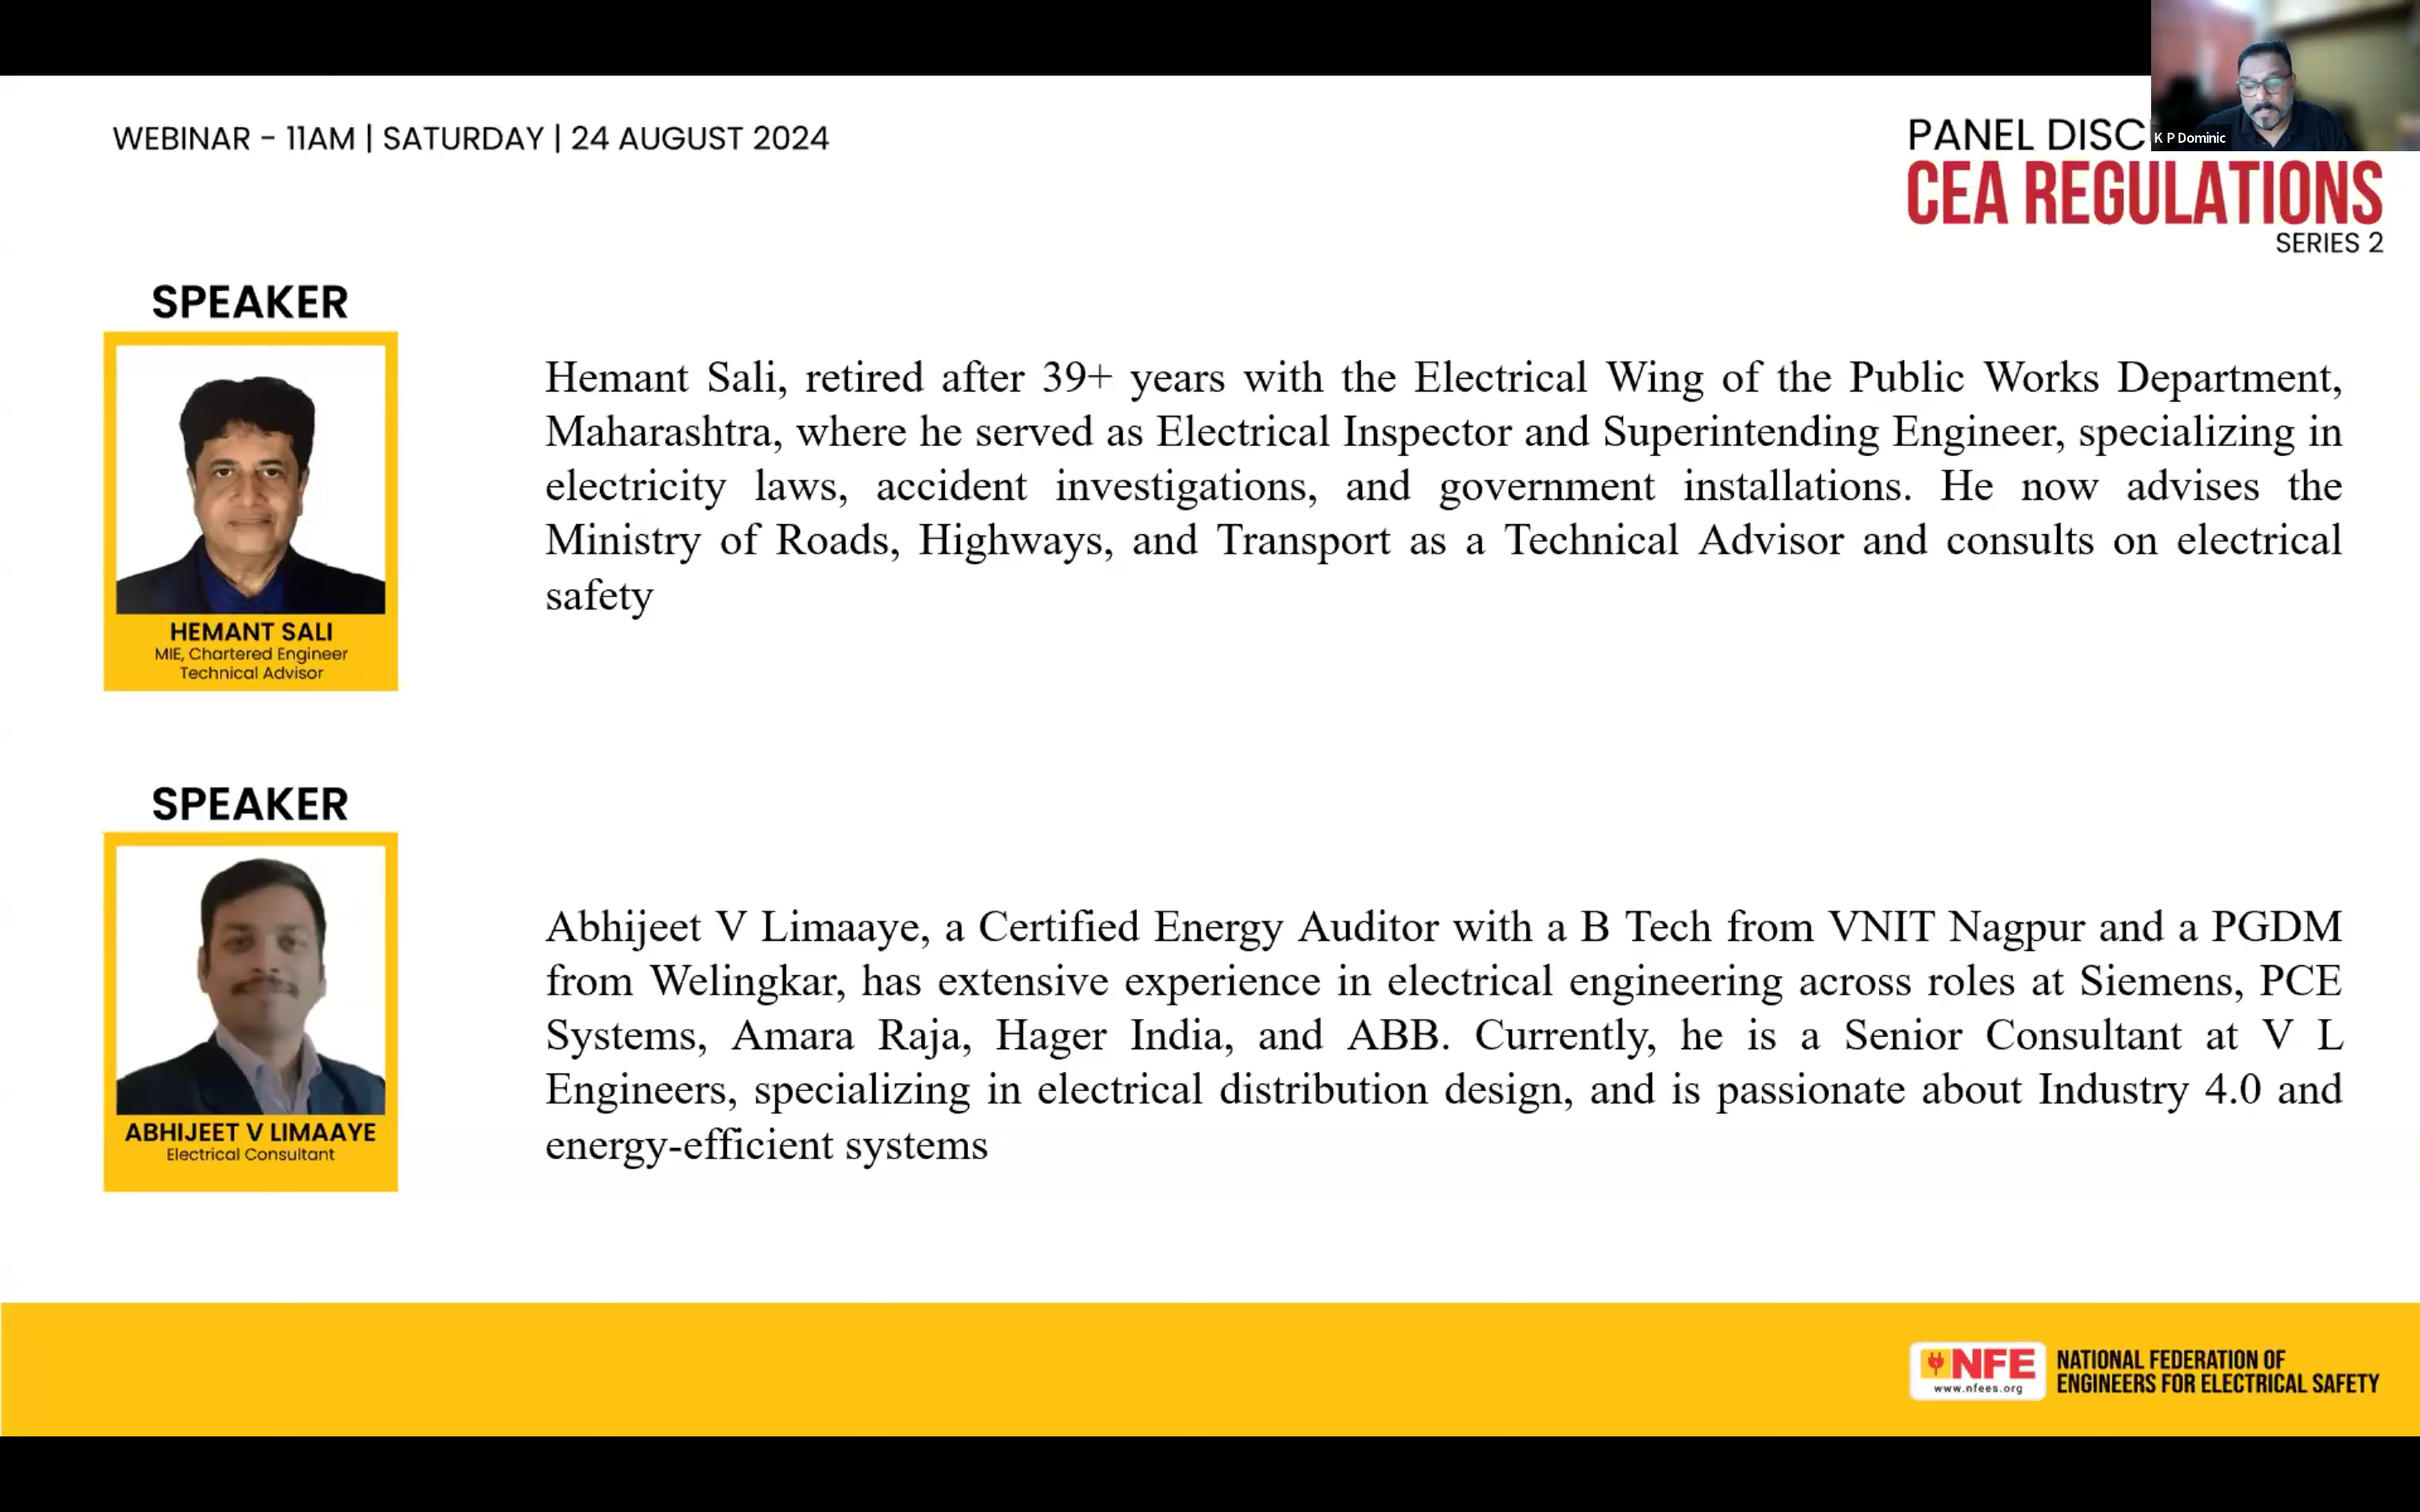 WEBINAR - 11AM | SATURDAY | 24 AUGUST 2024
PANEL DISC
K P Dominic
CEA REGULATIONS
SERIES 2
SPEAKER
HEMANT SALI
MIE, Chartered Engineer
Technical Advisor
Hemant Sali, retired after 39+ years with the Electrical Wing of the Public Works Department,
Maharashtra, where he served as Electrical Inspector and Superintending Engineer, specializing in
electricity laws, accident investigations, and government installations. He now advises the
Ministry of Roads, Highways, and Transport as a Technical Advisor and consults on electrical
safety
SPEAKER
ABHIJEET V LIMAAYE
Electrical Consultant
Abhijeet V Limaaye, a Certified Energy Auditor with a B Tech from VNIT Nagpur and a PGDM
from Welingkar, has extensive experience in electrical engineering across roles at Siemens, PCE
Systems, Amara Raja, Hager India, and ABB. Currently, he is a Senior Consultant at V L
Engineers, specializing in electrical distribution design, and is passionate about Industry 4.0 and
energy-efficient systems
NFE
www.nfees.org
NATIONAL FEDERATION OF
ENGINEERS FOR ELECTRICAL SAFETY